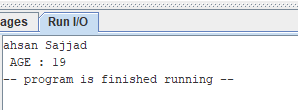 ages Run I/O
ahsan Sajjad
AGE : 19
-- program is finished running --